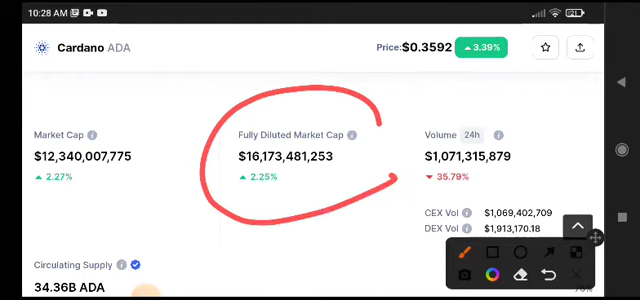 10:28 AM
21
Cardano ADA
Price:$0.3592 3.39%
Market Cap
Fully Diluted Market Cap
Volume 24h
$12,340,007,775
$16,173,481,253
$1,071,315,879
2.27%
2.25%
35.79%
CEX Vol $1,069,402,709
DEX Vol $1,913,170.18
Circulating Supply
34.36B ADA